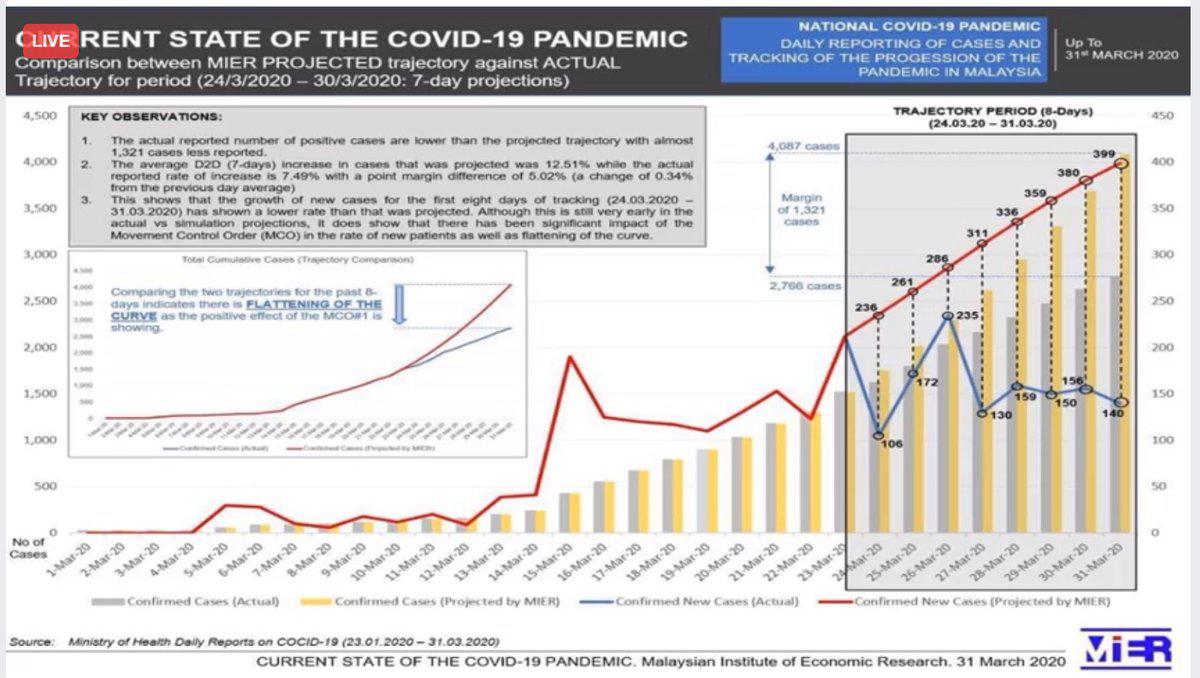 LIVE
CURRENT STATE OF THE COVID-19 PANDEMIC
Comparison between MIER PROJECTED trajectory against ACTUAL
Trajectory for period (24/3/2020 – 30/3/2020: 7-day projections)
NATIONAL COVID-19 PANDEMIC
DAILY REPORTING OF CASES AND
TRACKING OF THE PROGESSION OF THE
PANDEMIC IN MALAYSIA
Up To
31st MARCH 2020
KEY OBSERVATIONS:
1. The actual reported number of positive cases are lower than the projected trajectory with almost
1,321 cases less reported.
2. The average D2D (7-days) increase in cases that was projected was 12.51% while the actual
reported rate of increase is 7.49% with a point margin difference of 5.02% (a change of 0.34%
from the previous day average)
3. This shows that the growth of new cases for the first eight days of tracking (24.03.2020 –
31.03.2020) has shown a lower rate than that was projected. Although this is still very early in the
actual vs simulation projections, it does show that there has been significant impact of the
Movement Control Order (MCO) in the rate of new patients as well as flattening of the curve.
TRAJECTORY PERIOD (8-Days)
(24.03.20 – 31.03.20)
4,087 cases
Margin
of 1,321
cases
2,766 cases
4,500
4,000
3,500
3,000
2,500
2,000
1,500
1,000
500
0
No of
Cases
450
400
350
300
250
200
150
100
50
0
236
261
286
311
336
359
380
399
106
172
235
130
159
150
156
140
Total Cumulative Cases (Trajectory Comparison)
4,500
4,000
3,500
3,000
2,500
2,000
1,500
1,000
500
0
Comparing the two trajectories for the past 8-
days indicates there is FLATTENING OF THE
CURVE as the positive effect of the MCO#1 is
showing.
Confirmed Cases (Actual)
Confirmed Cases (Projected by MIER)
1-Mar-20
2-Mar-20
3-Mar-20
4-Mar-20
5-Mar-20
6-Mar-20
7-Mar-20
8-Mar-20
9-Mar-20
10-Mar-20
11-Mar-20
12-Mar-20
13-Mar-20
14-Mar-20
15-Mar-20
16-Mar-20
17-Mar-20
18-Mar-20
19-Mar-20
20-Mar-20
21-Mar-20
22-Mar-20
23-Mar-20
24-Mar-20
25-Mar-20
26-Mar-20
27-Mar-20
28-Mar-20
29-Mar-20
30-Mar-20
31-Mar-20
Confirmed Cases (Actual)
Confirmed Cases (Projected by MIER)
Confirmed New Cases (Actual)
Confirmed New Cases (Projected by MIER)
Source: Ministry of Health Daily Reports on COCID-19 (23.01.2020 – 31.03.2020)
CURRENT STATE OF THE COVID-19 PANDEMIC. Malaysian Institute of Economic Research. 31 March 2020
MiER